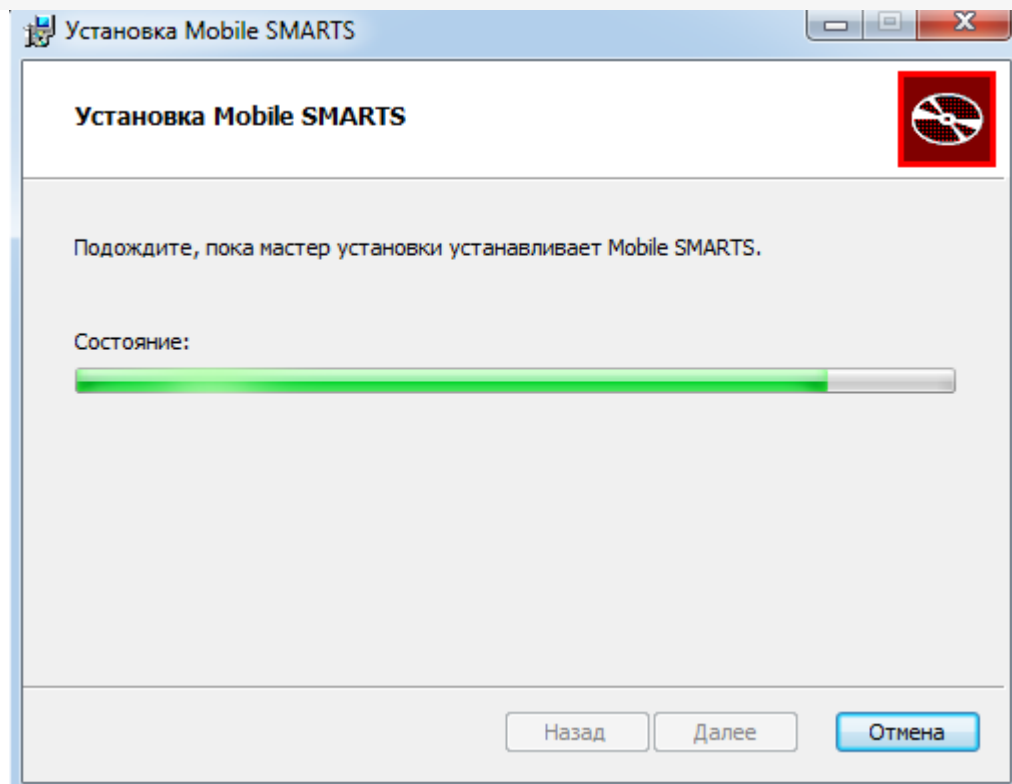 Установка Mobile SMARTS
Установка Mobile SMARTS
Подождите, пока мастер установки устанавливает Mobile SMARTS.
Состояние:
Назад
Далее
Отмена